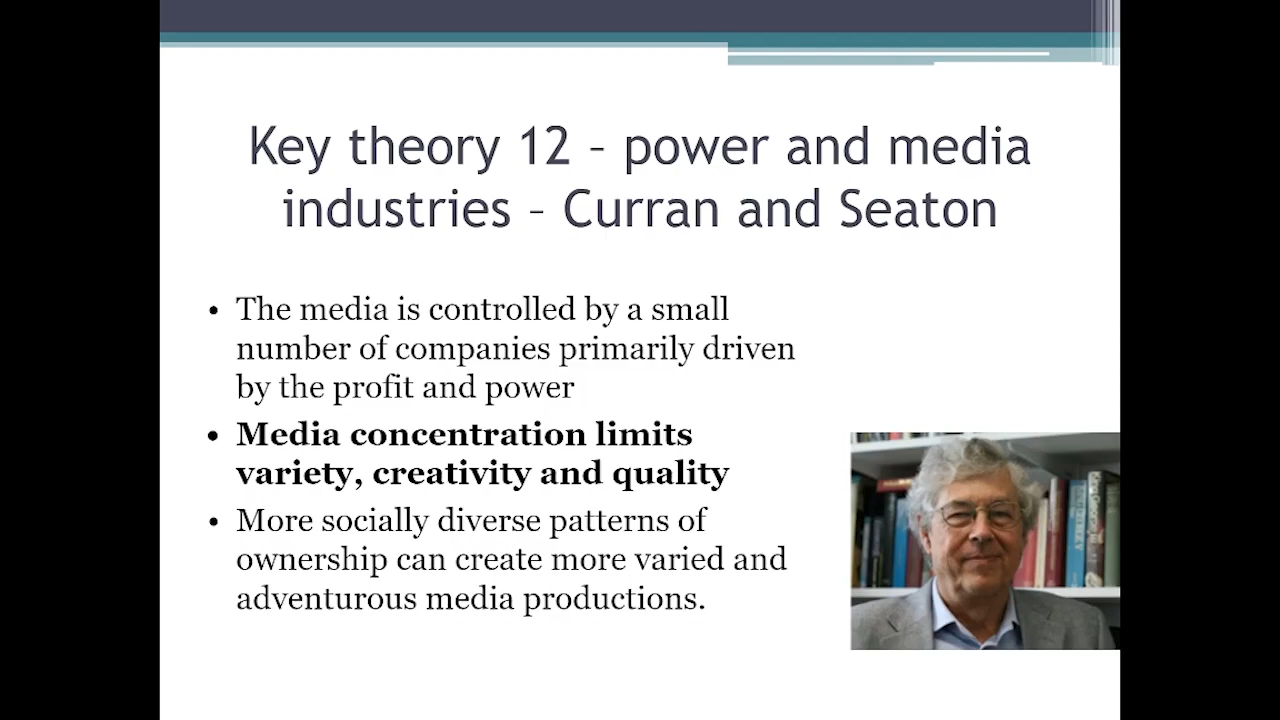 Key theory 12 – power and media
industries – Curran and Seaton
• The media is controlled by a small
number of companies primarily driven
by the profit and power
• Media concentration limits
variety, creativity and quality
• More socially diverse patterns of
ownership can create more varied and
adventurous media productions.